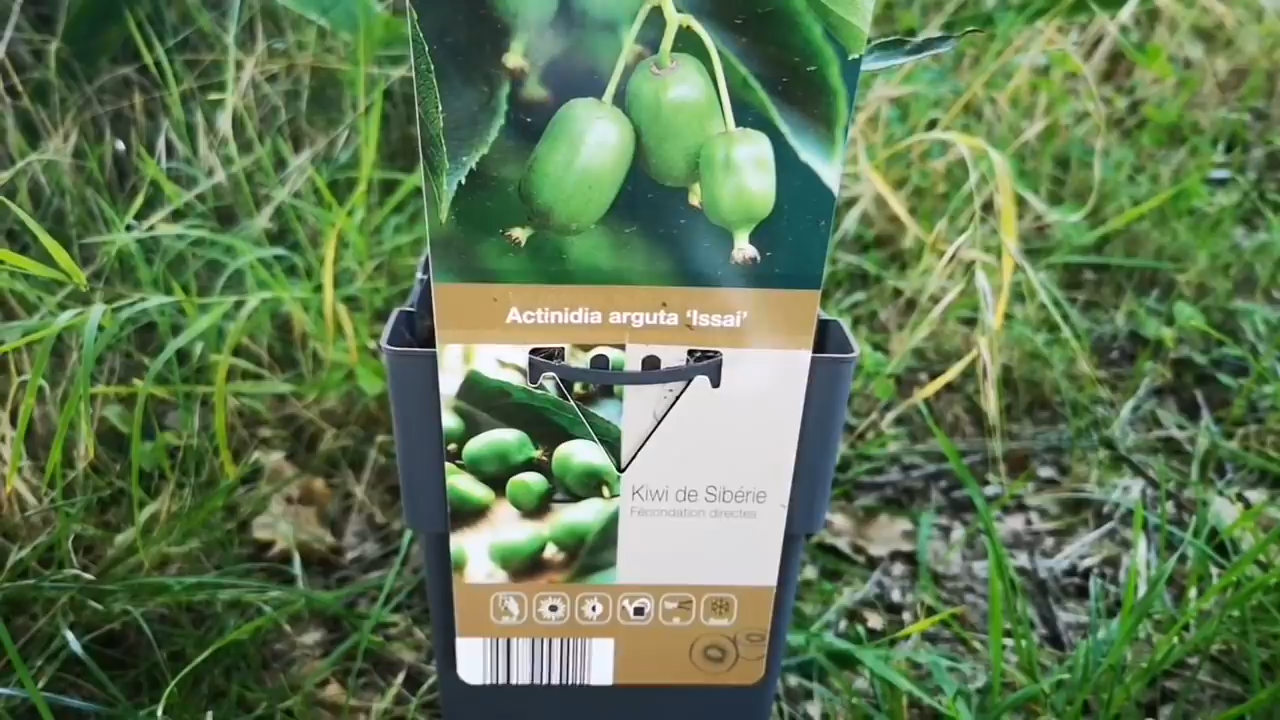 Actinidia arguta ‘Issai’
Kiwi de Sibérie
Fécondation directes